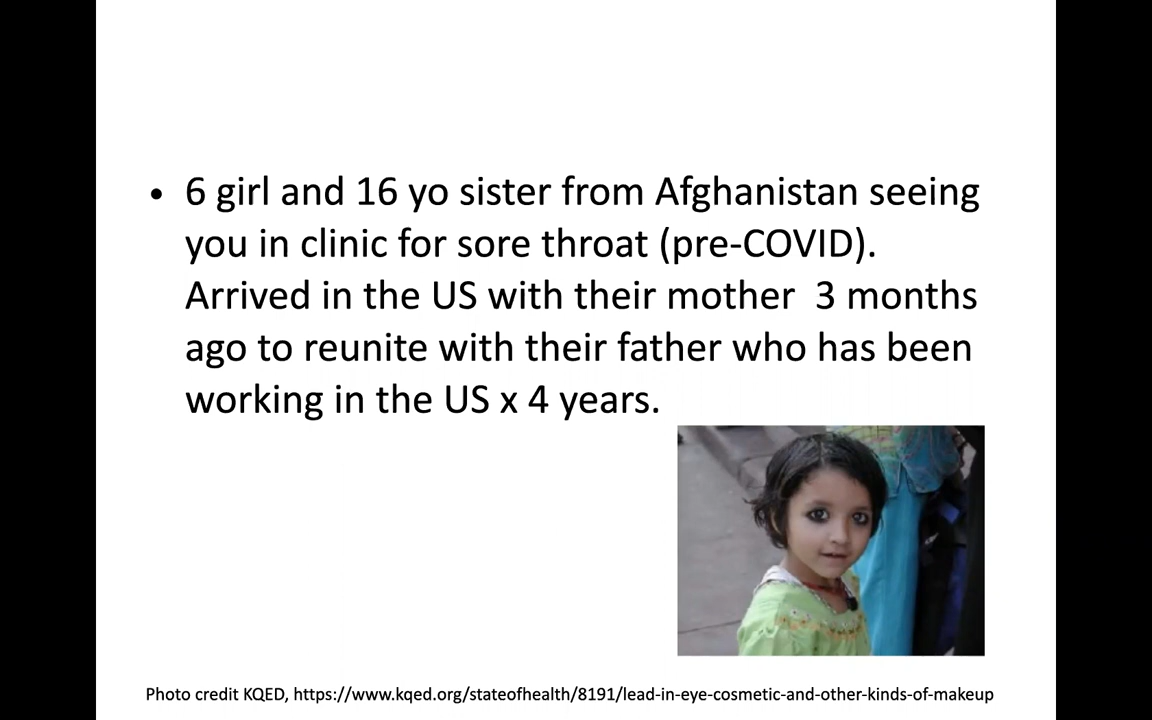 • 6 girl and 16 yo sister from Afghanistan seeing
you in clinic for sore throat (pre-COVID).
Arrived in the US with their mother  3 months
ago to reunite with their father who has been
working in the US x 4 years.
Photo credit KQED, https://www.kqed.org/stateofhealth/8191/lead-in-eye-cosmetic-and-other-kinds-of-makeup